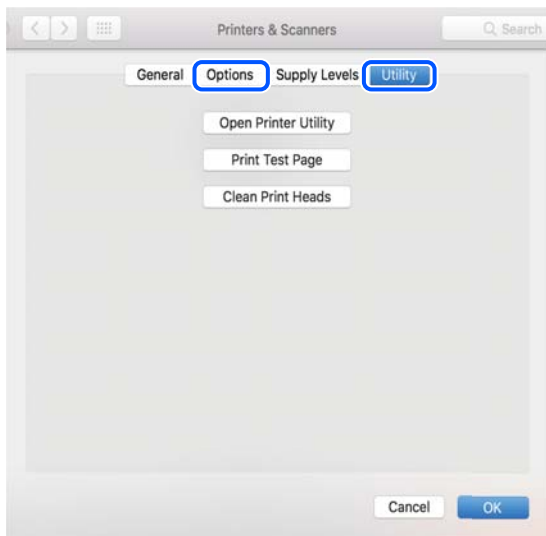 Printers & Scanners Search
General Options Supply Levels Utility
Open Printer Utility
Print Test Page
Clean Print Heads
Cancel OK